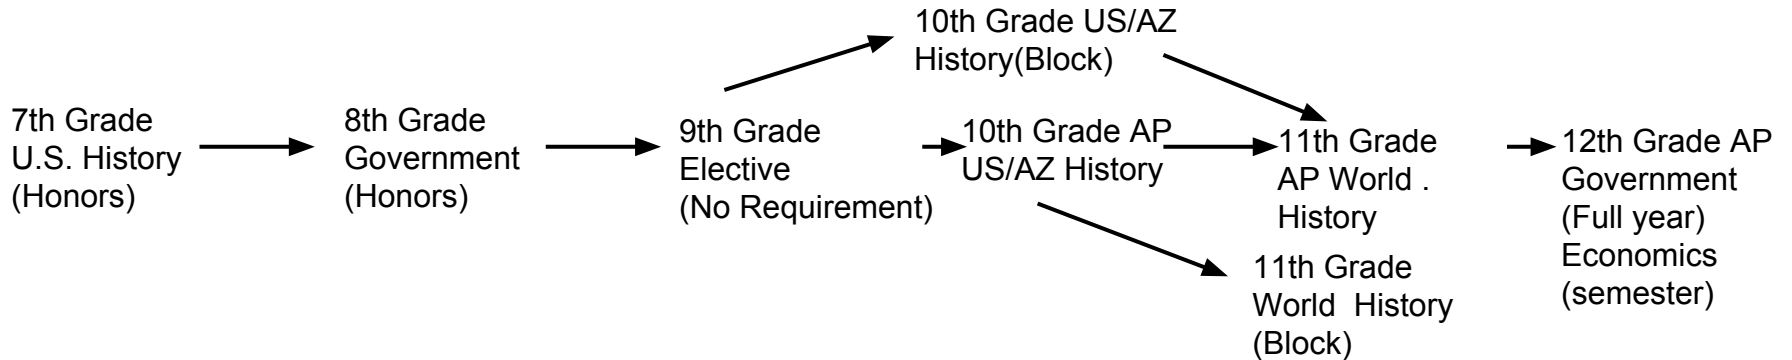 7th Grade
U.S. History
(Honors)
8th Grade
Government
(Honors)
9th Grade
Elective
(No Requirement)
10th Grade US/AZ
History(Block)
10th Grade AP
US/AZ History
11th Grade
AP World .
History
11th Grade
World  History
(Block)
12th Grade AP
Government
(Full year)
Economics
(semester)